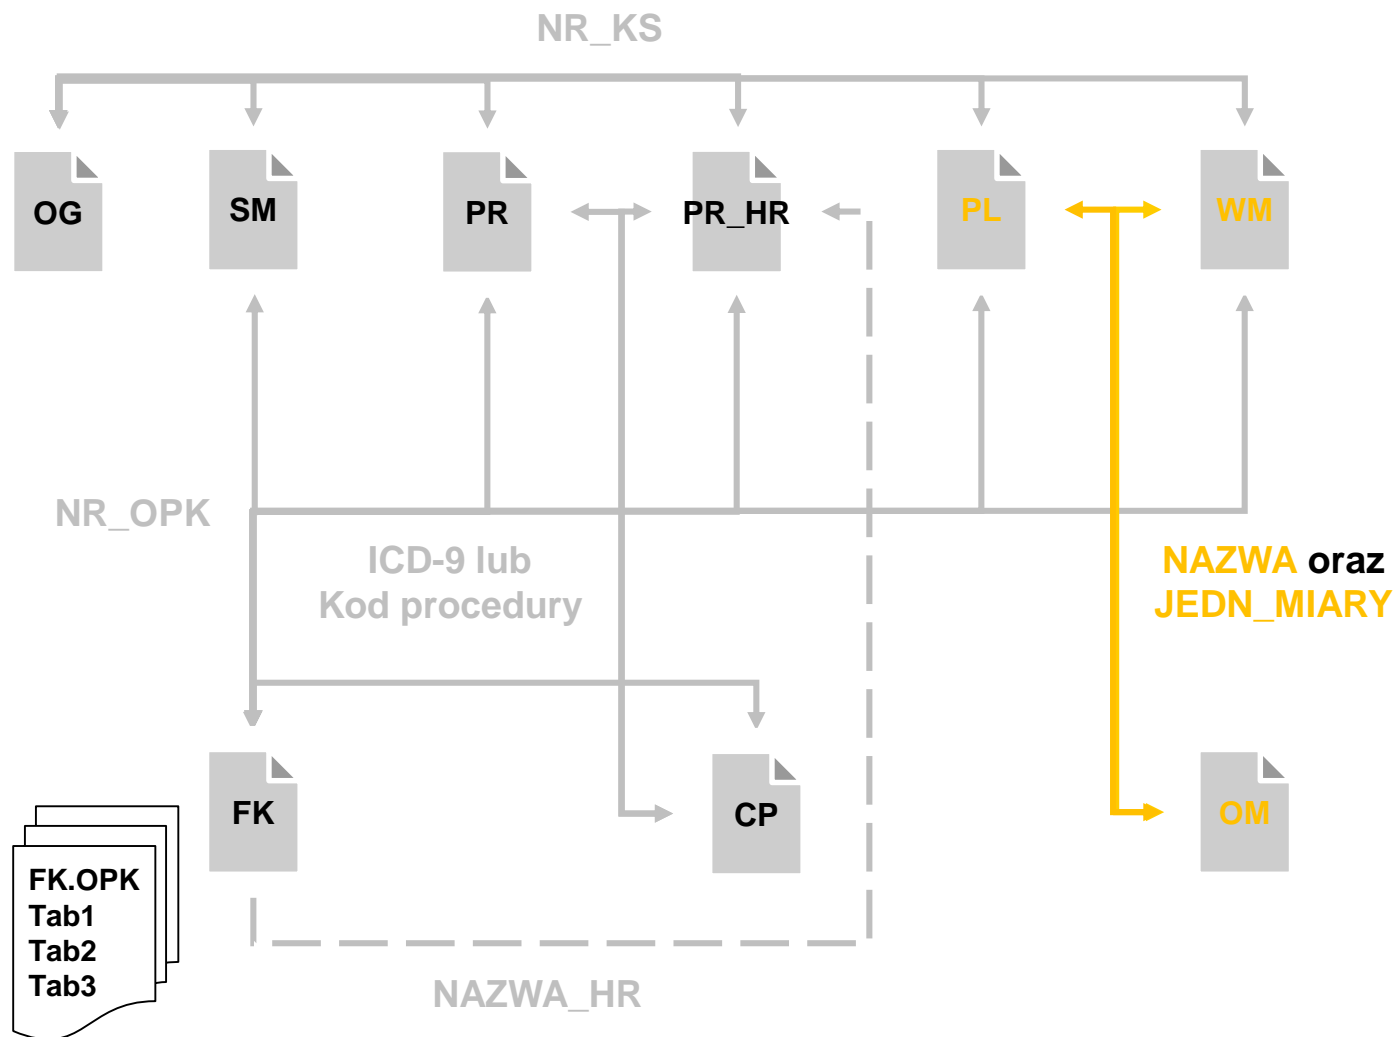 NR_KS
OG
SM
PR
PR_HR
PL
WM
NR_OPK
ICD-9 lub
Kod procedury
NAZWA oraz
JEDN_MIARY
FK
CP
OM
FK.OPK
Tab1
Tab2
Tab3
NAZWA_HR